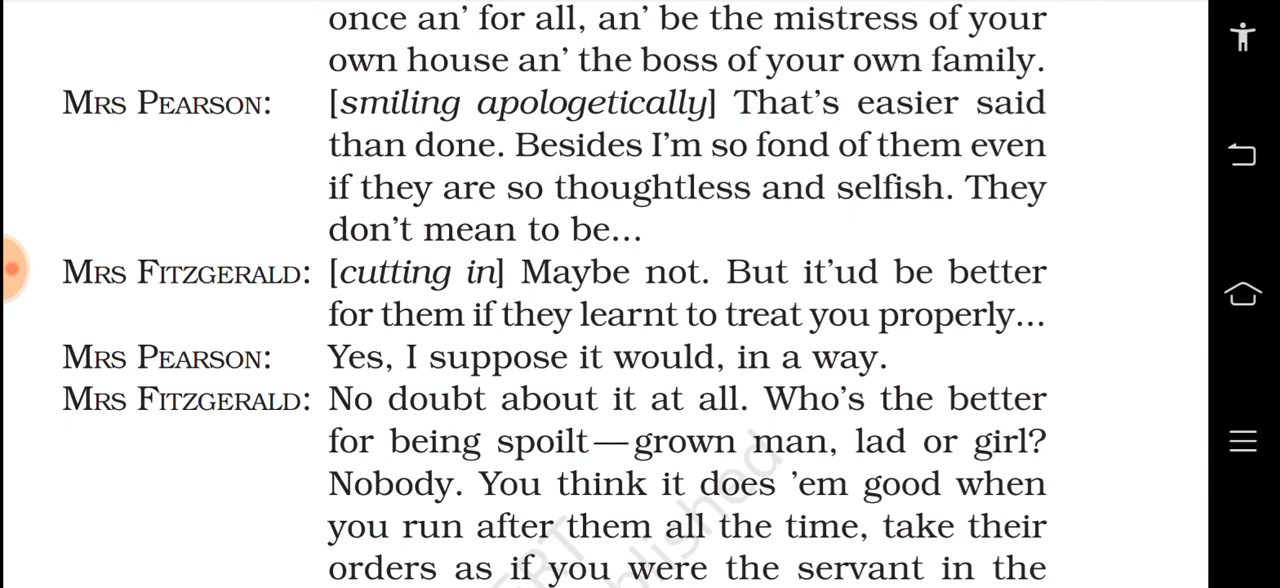 once an’ for all, an’ be the mistress of your
own house an’ the boss of your own family.
MRS PEARSON: [smiling apologetically] That’s easier said
than done. Besides I’m so fond of them even
if they are so thoughtless and selfish. They
don’t mean to be...
MRS FITZGERALD: [cutting in] Maybe not. But it’ud be better
for them if they learnt to treat you properly...
MRS PEARSON: Yes, I suppose it would, in a way.
MRS FITZGERALD: No doubt about it at all. Who’s the better
for being spoilt—grown man, lad or girl?
Nobody. You think it does ’em good when
you run after them all the time, take their
orders as if you were the servant in the